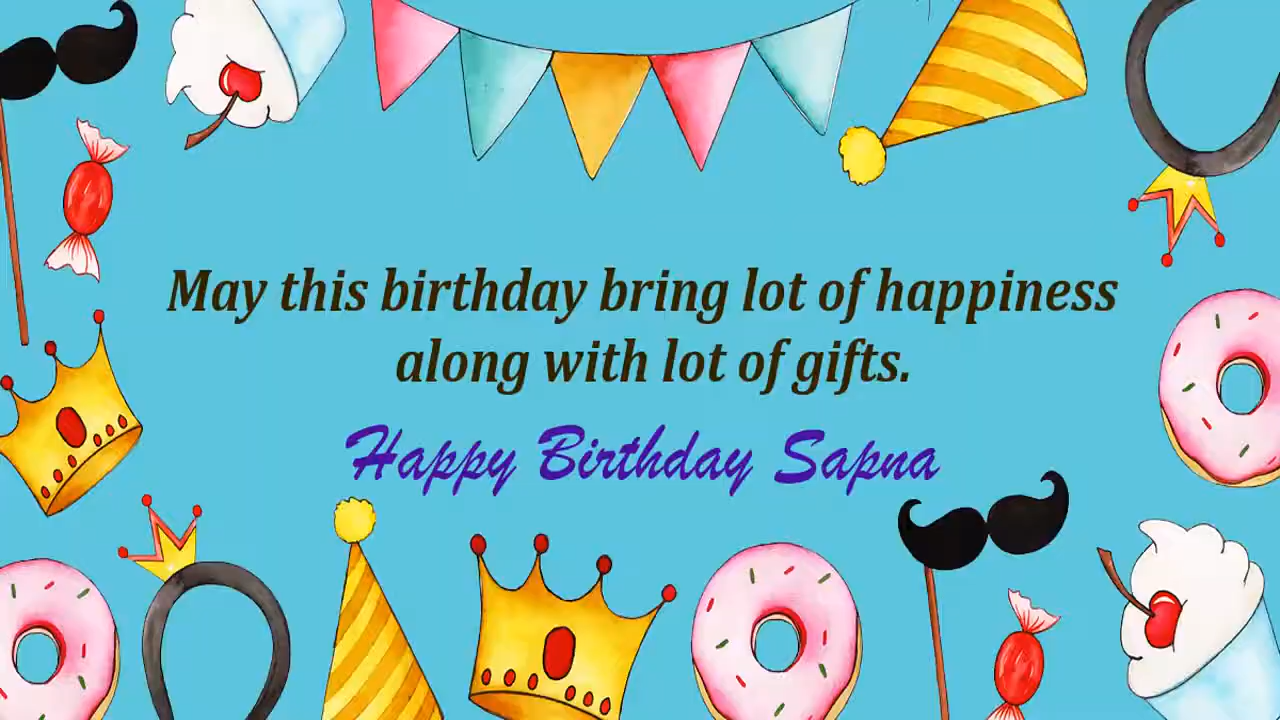 May this birthday bring lot of happiness
along with lot of gifts.
Happy Birthday Sapna